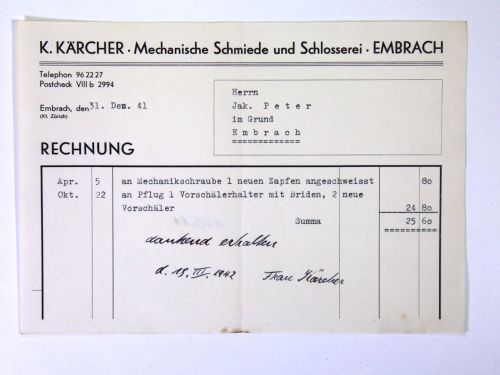 K. KÄRCHER · Mechanische Schmiede und Schlosserei · EMBRACH
Telephon 96 22 27
Postcheck VIII b 2994
Embrach, den 31. Dez. 41
(Kt. Zürich)
Herrn
Jak. Peter
im Grund
Embrach
RECHNUNG
Apr. 5 an Mechanikschraube 1 neuen Zapfen angeschweisst 80
Okt. 22 an Pflug 1 Vorschälerhalter mit Briden, 2 neue
Vorschäler 24 80
Summa 25 60
dankend erhalten
d. 15. III. 1942 Frau Kärcher